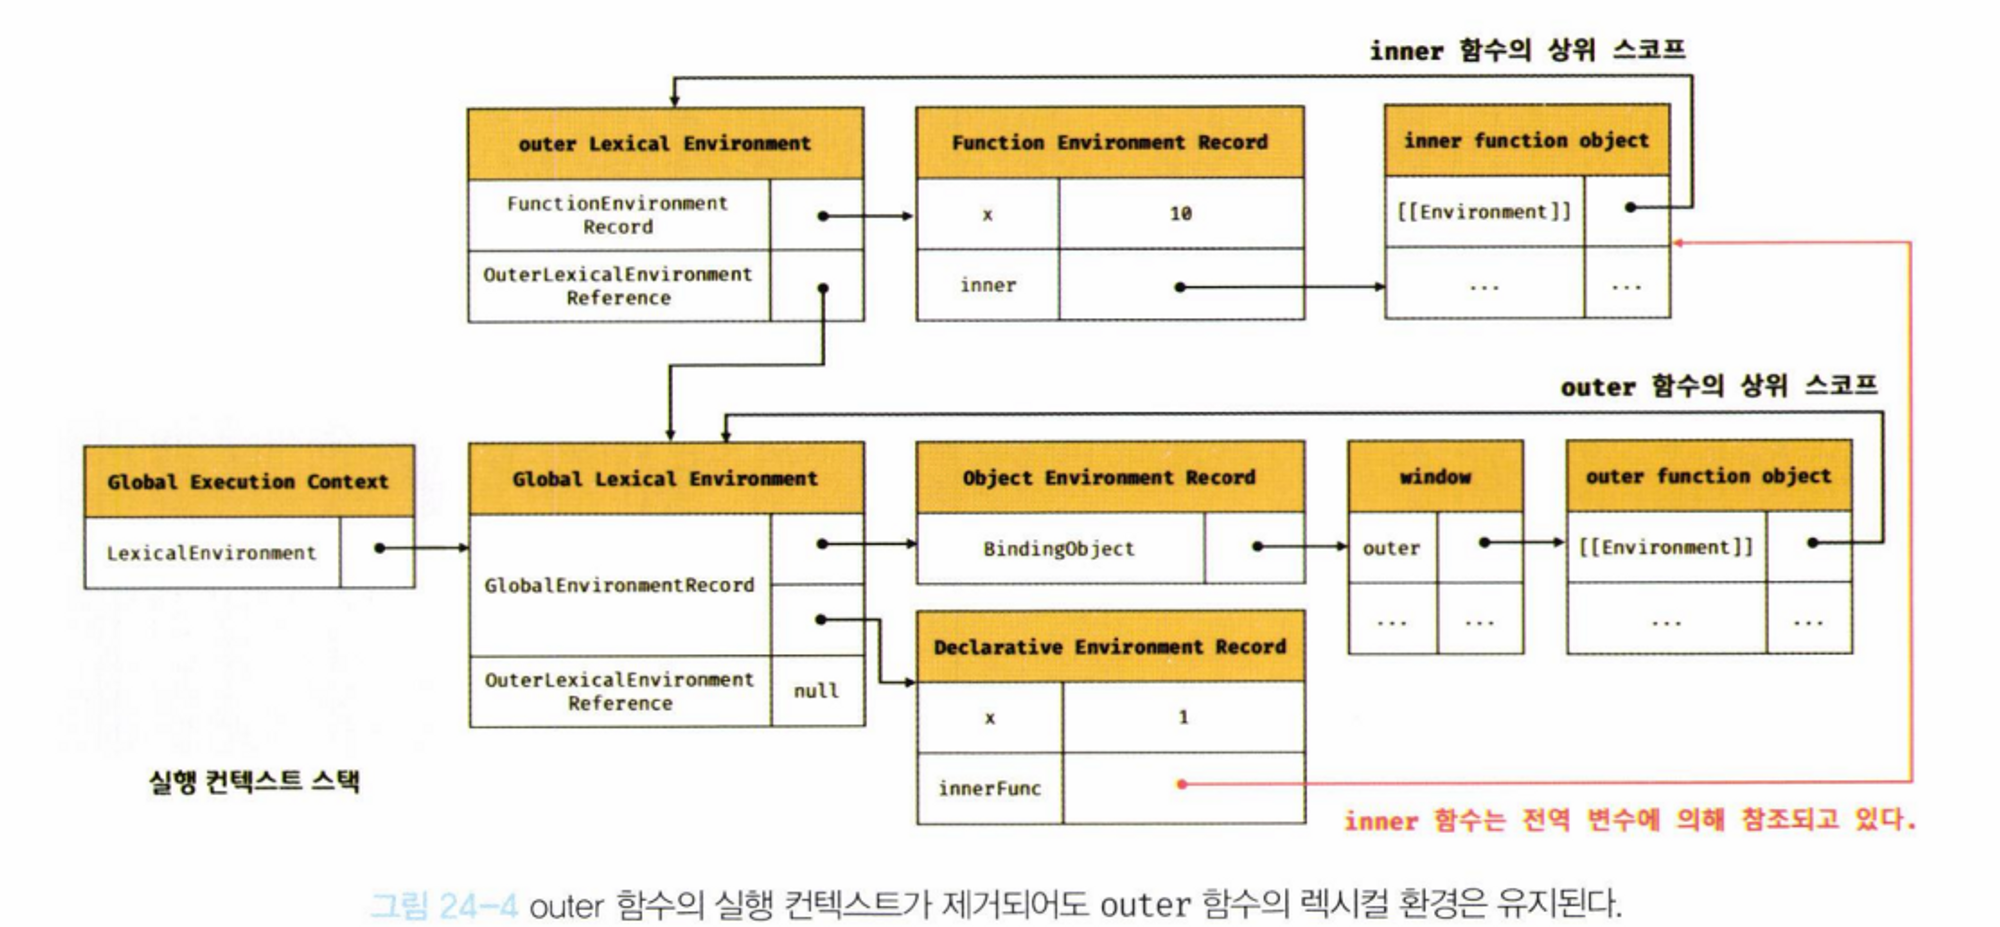 inner 함수의 상위 스코프
outer Lexical Environment
FunctionEnvironment
Record
OuterLexicalEnvironment
Reference
Function Environment Record
x
10
inner
inner function object
[[Environment]]
...
...
outer 함수의 상위 스코프
Global Execution Context
LexicalEnvironment
실행 컨텍스트 스택
Global Lexical Environment
GlobalEnvironmentRecord
OuterLexicalEnvironment
Reference
null
Object Environment Record
BindingObject
window
outer
...
...
outer function object
[[Environment]]
...
...
Declarative Environment Record
x
1
innerFunc
inner 함수는 전역 변수에 의해 참조되고 있다.
그림 24-4 outer 함수의 실행 컨텍스트가 제거되어도 outer 함수의 렉시컬 환경은 유지된다.